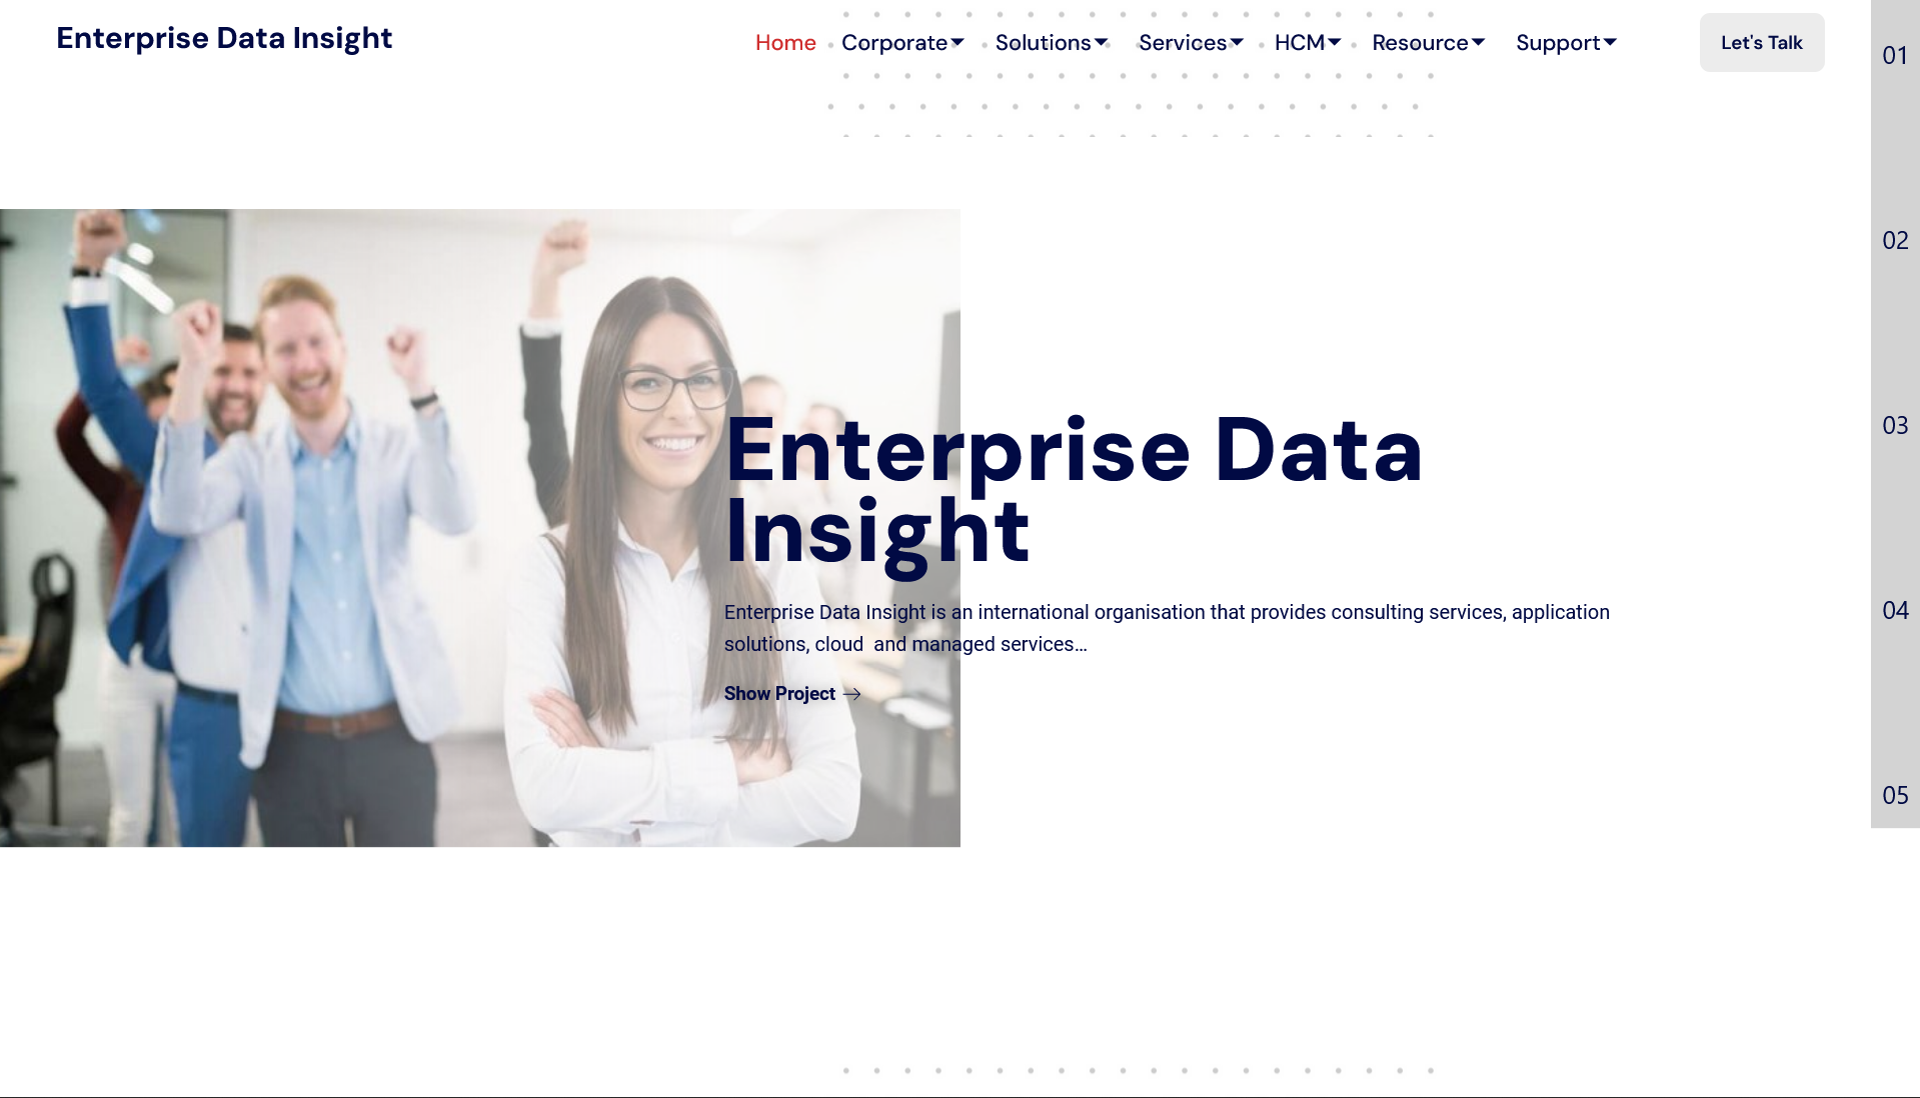 Enterprise Data Insight
Home Corporate Solutions Services HCM Resource Support
Let's Talk
01
02
03
04
05
Enterprise Data
Insight
Enterprise Data Insight is an international organisation that provides consulting services, application
solutions, cloud  and managed services...
Show Project